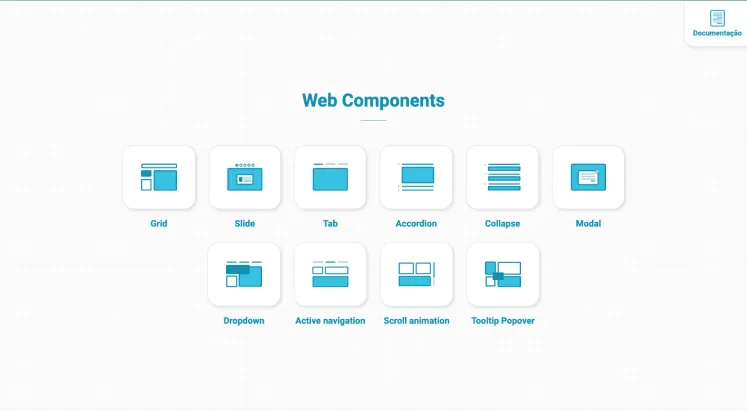 Documentação
Web Components
Grid
Slide
Tab
Accordion
Collapse
Modal
Dropdown
Active navigation
Scroll animation
Tooltip Popover